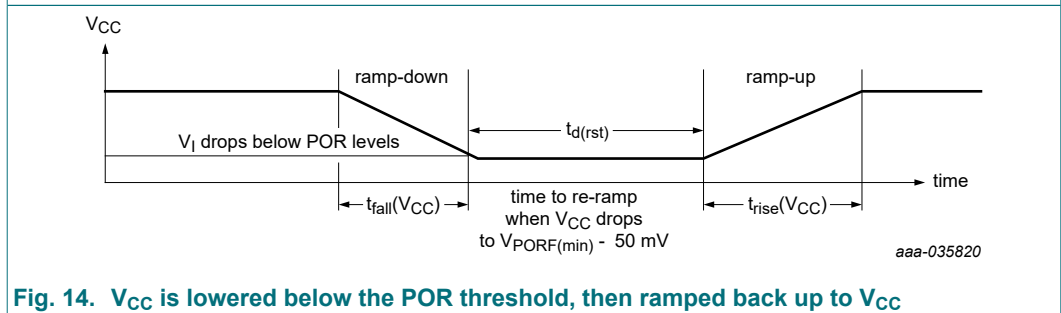 VCC
ramp-down
ramp-up
td(rst)
VI drops below POR levels
time
tfall(VCC)
time to re-ramp
when VCC drops
to VPORF(min) - 50 mV
trise(VCC)
aaa-035820
Fig. 14. VCC is lowered below the POR threshold, then ramped back up to VCC